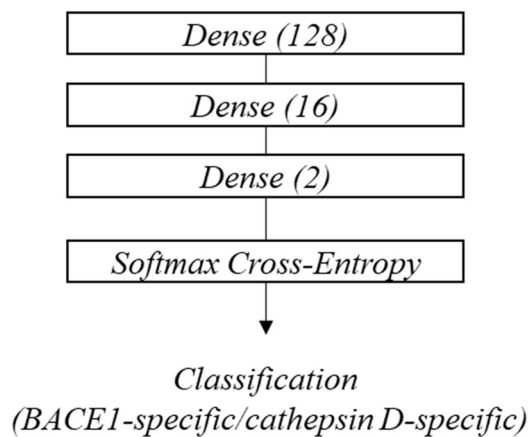 Dense (128)
Dense (16)
Dense (2)
Softmax Cross-Entropy
Classification
(BACE1-specific/cathepsin D-specific)